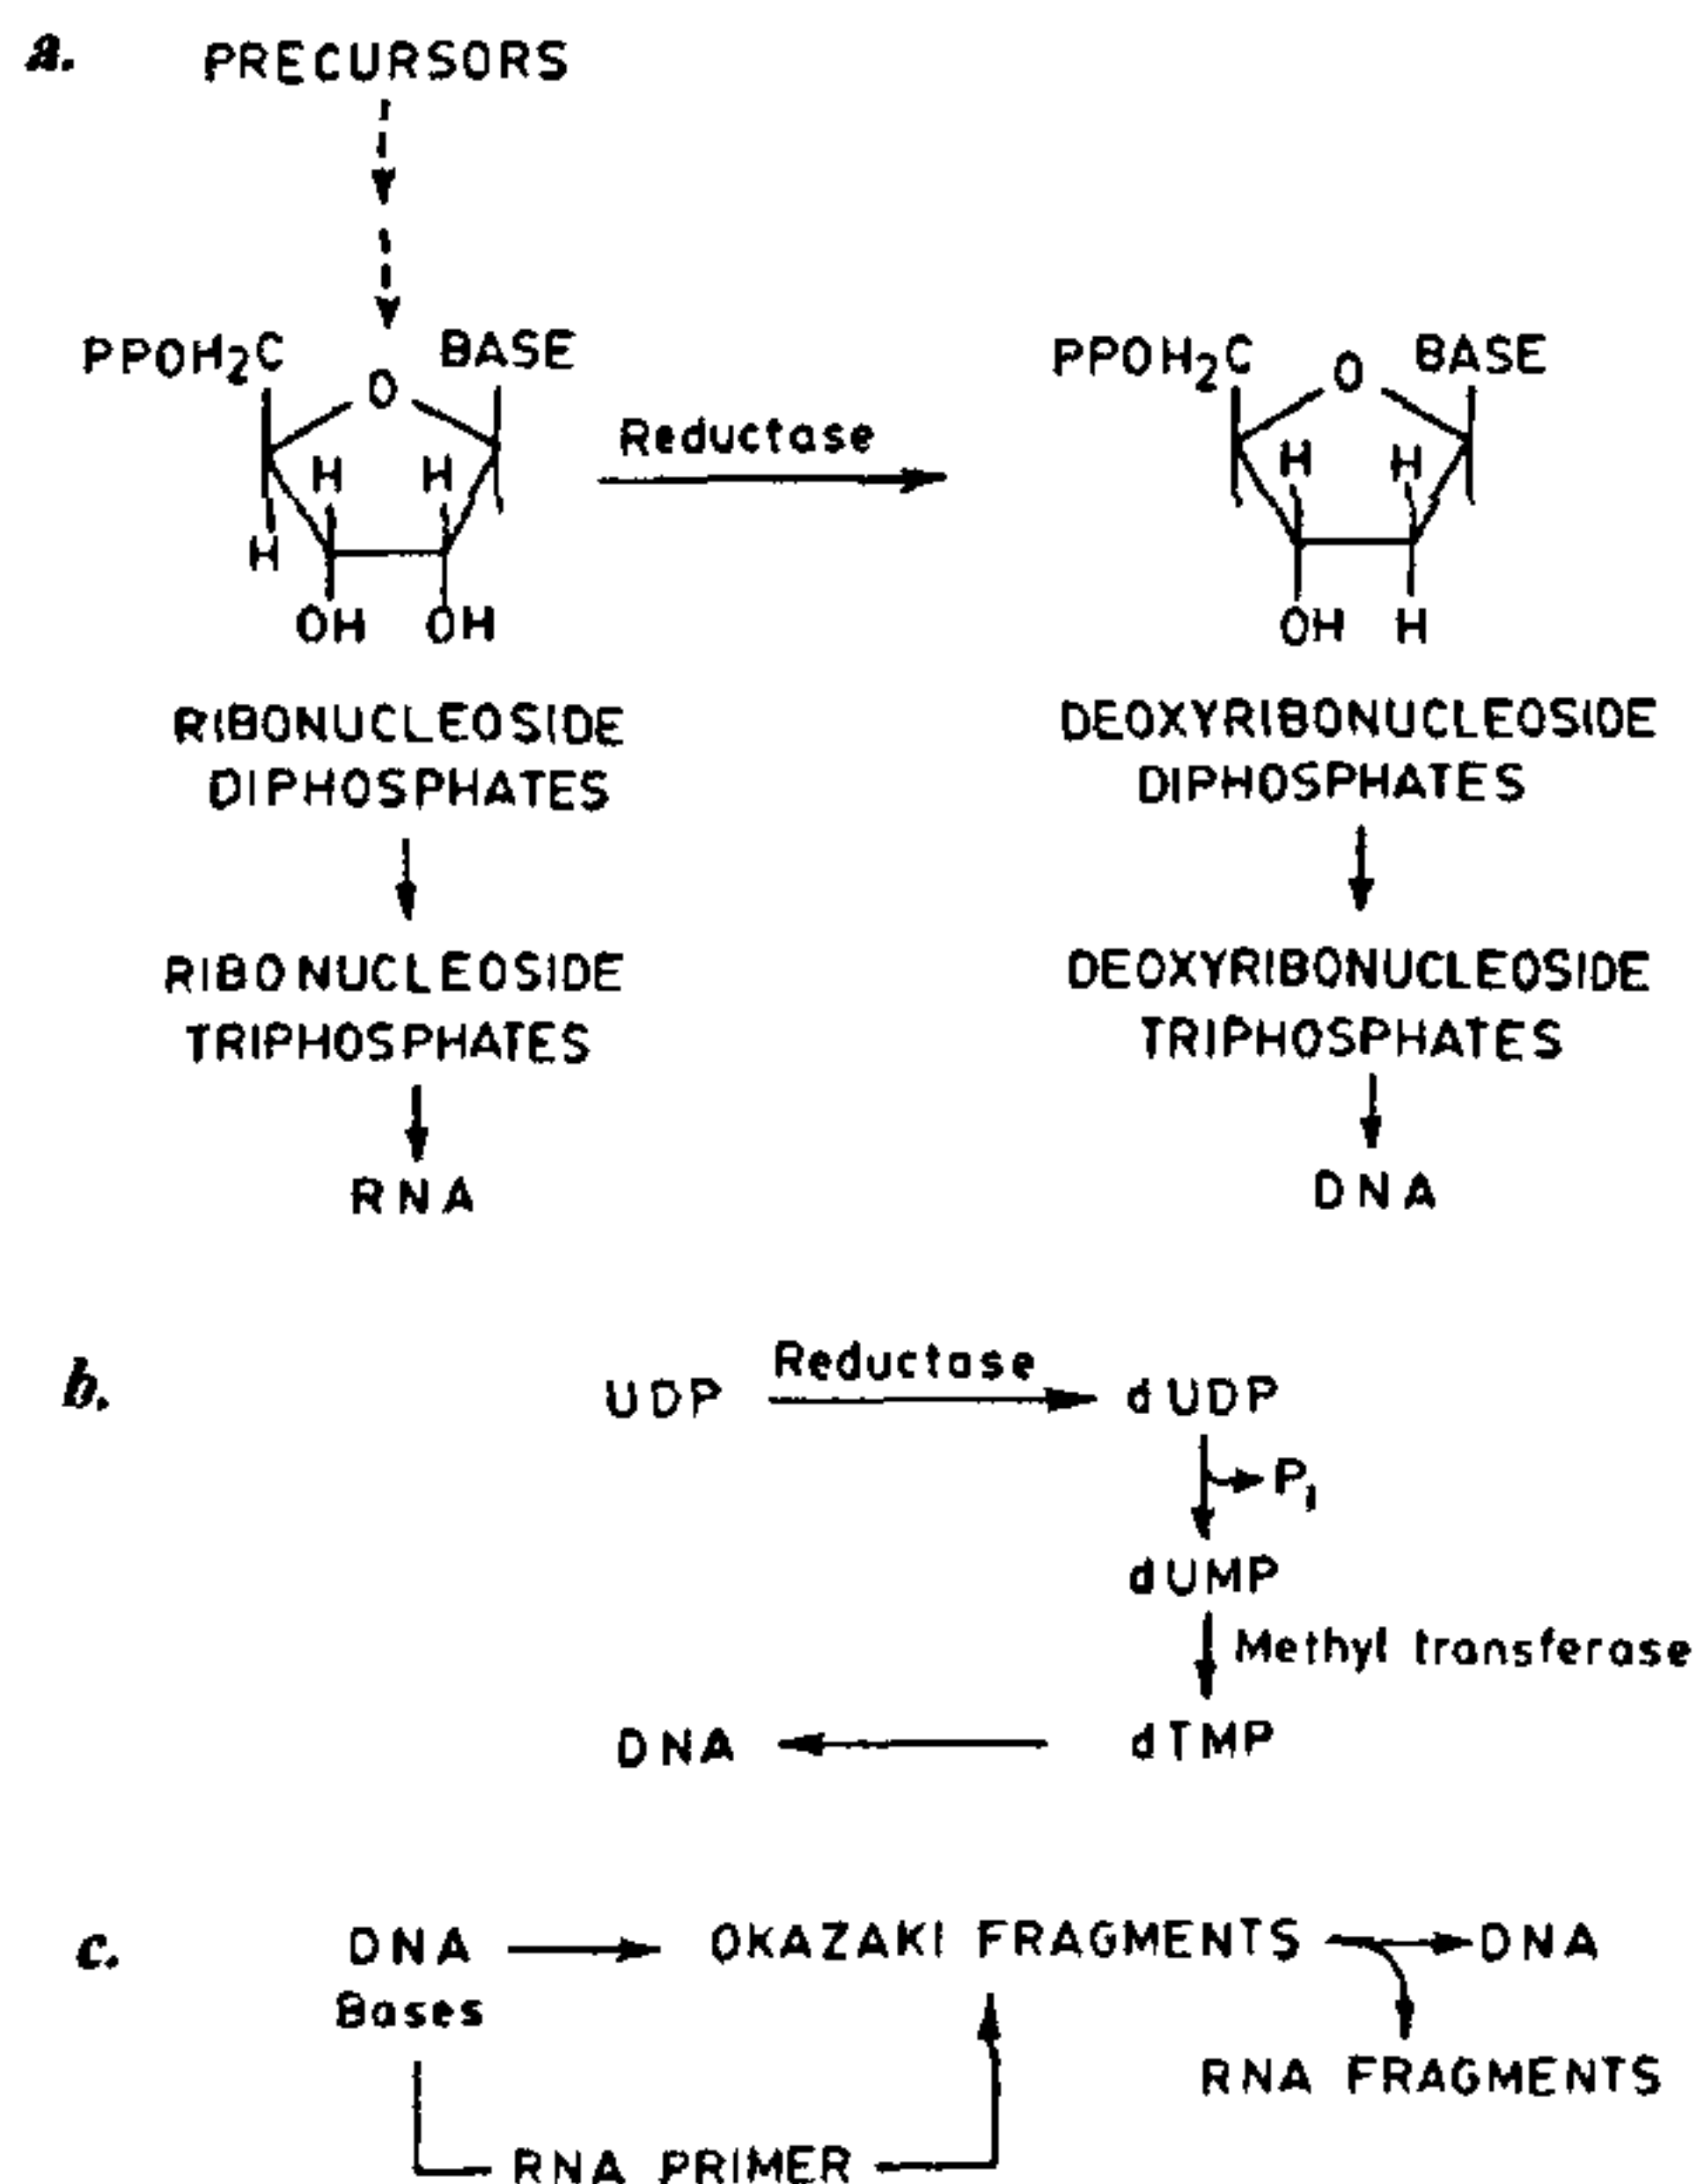 a. PRECURSORS
PPOH2C BASE
O
H H
H
OH OH
Reductase
PPOH2C BASE
O
H H
OH H
RIBONUCLEOSIDE
DIPHOSPHATES
DEOXYRIBONUCLEOSIDE
DIPHOSPHATES
RIBONUCLEOSIDE
TRIPHOSPHATES
DEOXYRIBONUCLEOSIDE
TRIPHOSPHATES
RNA
DNA
b.
UDP Reductase dUDP
Pi
dUMP
Methyl transferase
DNA dTMP
c.
DNA OKAZAKI FRAGMENTS DNA
Bases
RNA FRAGMENTS
RNA PRIMER